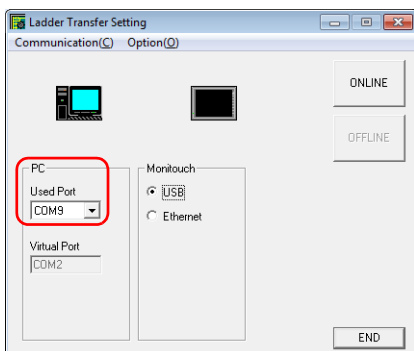 Ladder Transfer Setting
Communication(C) Option(O)
ONLINE
OFFLINE
PC
Used Port
COM9
Virtual Port
COM2
Monitouch
USB
Ethernet
END